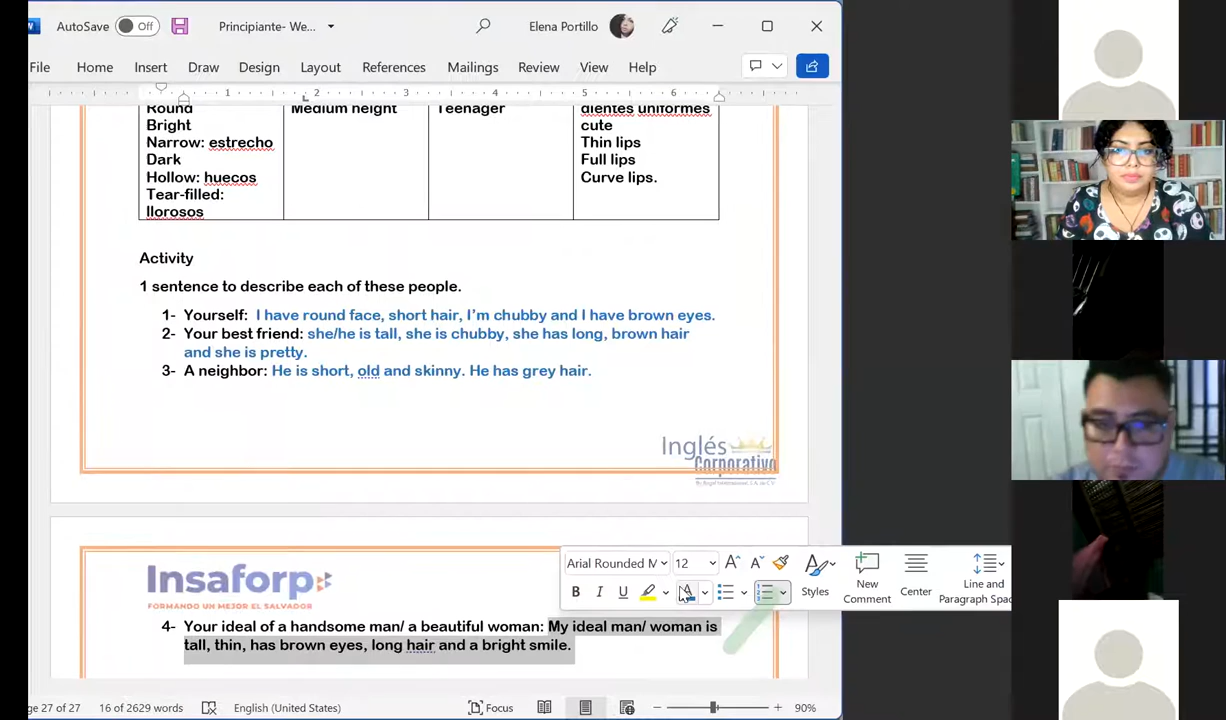 AutoSave Off Principiante- We... Elena Portillo
File Home Insert Draw Design Layout References Mailings Review View Help
1 2 3 4 5 6
Round Medium height Teenager dientes uniformes
Bright cute
Narrow: estrecho Thin lips
Dark Full lips
Hollow: huecos Curve lips.
Tear-filled:
llorosos
Activity
1 sentence to describe each of these people.
1- Yourself: I have round face, short hair, I'm chubby and I have brown eyes.
2- Your best friend: she/he is tall, she is chubby, she has long, brown hair
and she is pretty.
3- A neighbor: He is short, old and skinny. He has grey hair.
Inglés
Corporativo
Arial Rounded M 12
New
Comment
Center
Line and
Paragraph Spac
B I U Styles
Insaforp
FORMANDO UN MEJOR EL SALVADOR
4- Your ideal of a handsome man/ a beautiful woman: My ideal man/ woman is
tall, thin, has brown eyes, long hair and a bright smile.
ge 27 of 27 16 of 2629 words English (United States) Focus 90%